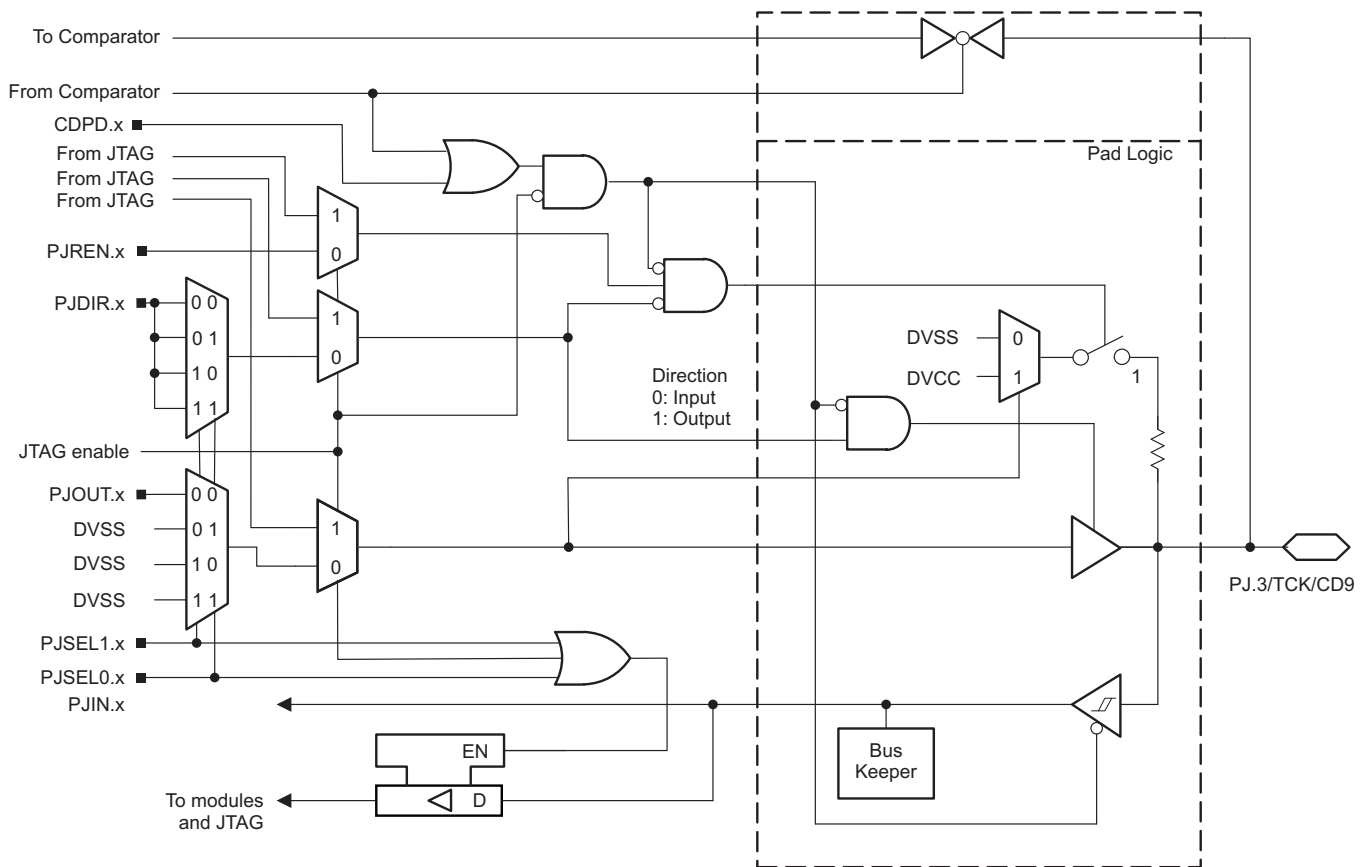 To Comparator
From Comparator
CDPD.x
From JTAG
From JTAG
From JTAG
Pad Logic
1
0
PJREN.x
PJDIR.x
0 0
0 1
1 0
1 1
1
0
DVSS
0
DVCC
1
1
Direction
0: Input
1: Output
JTAG enable
PJOUT.x
0 0
DVSS
0 1
DVSS
1 0
DVSS
1 1
1
0
PJ.3/TCK/CD9
PJSEL1.x
PJSEL0.x
PJIN.x
EN
D
Bus
Keeper
To modules
and JTAG